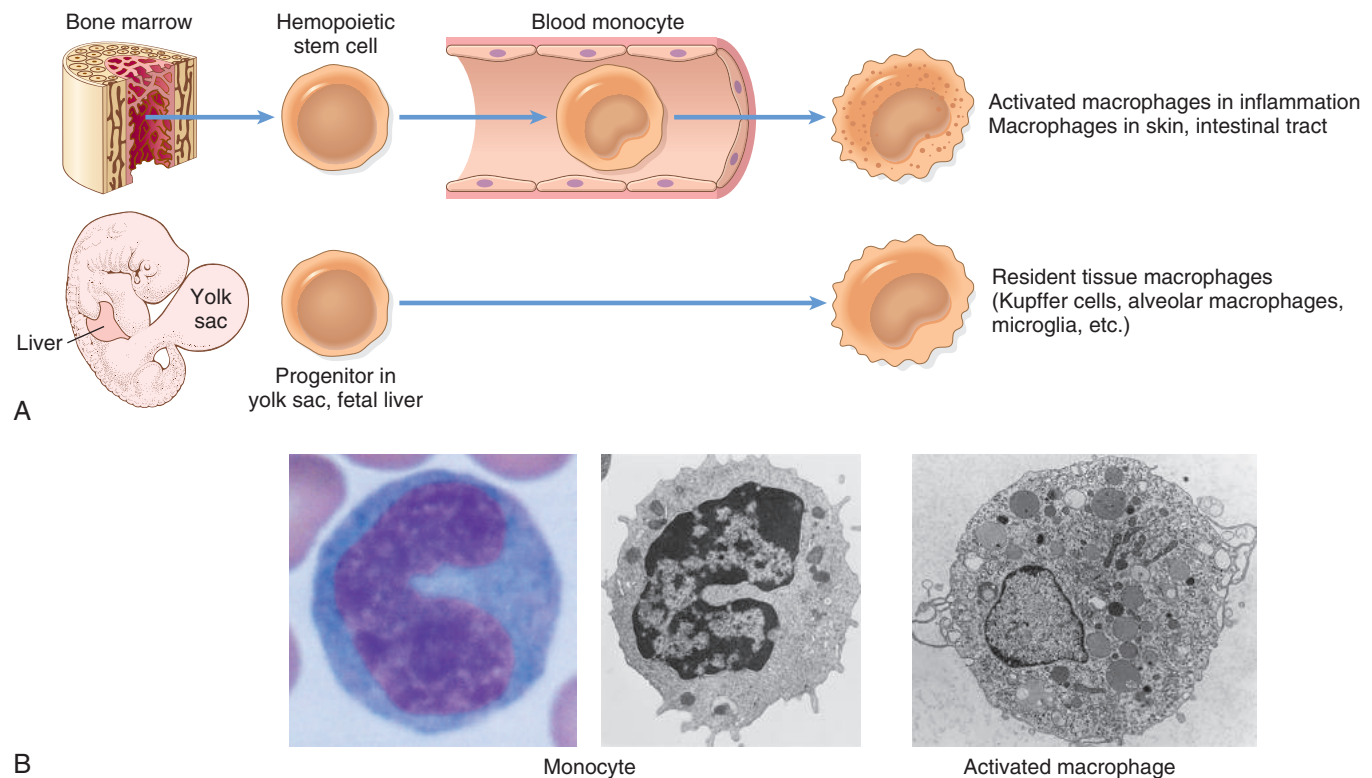 Bone marrow
Hemopoietic
stem cell
Blood monocyte
Activated macrophages in inflammation
Macrophages in skin, intestinal tract
Yolk
sac
Liver
Progenitor in
yolk sac, fetal liver
Resident tissue macrophages
(Kupffer cells, alveolar macrophages,
microglia, etc.)
A
B
Monocyte
Activated macrophage